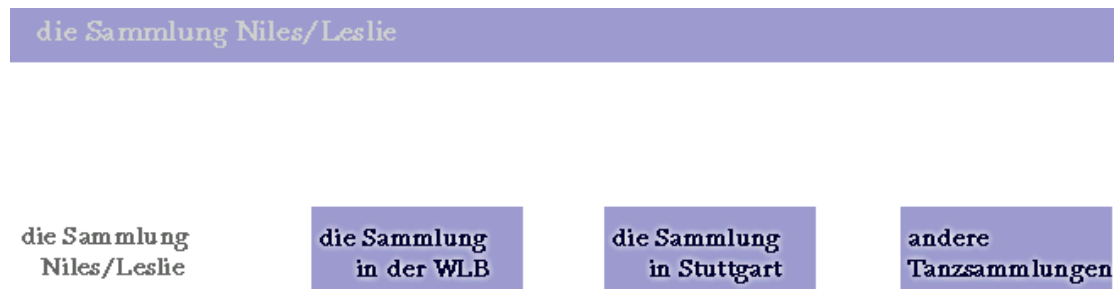 die Sammlung Niles/Leslie
die Sammlung
Niles/Leslie
die Sammlung
in der WLB
die Sammlung
in Stuttgart
andere
Tanzsammlungen